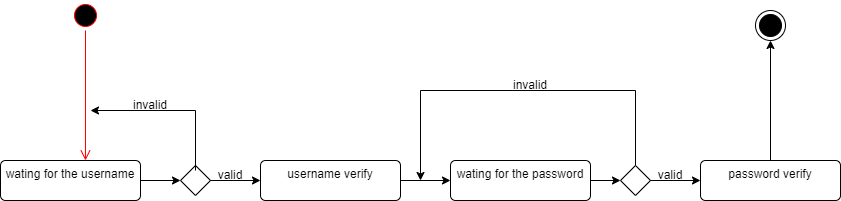 invalid
invalid
wating for the username
valid
username verify
wating for the password
valid
password verify